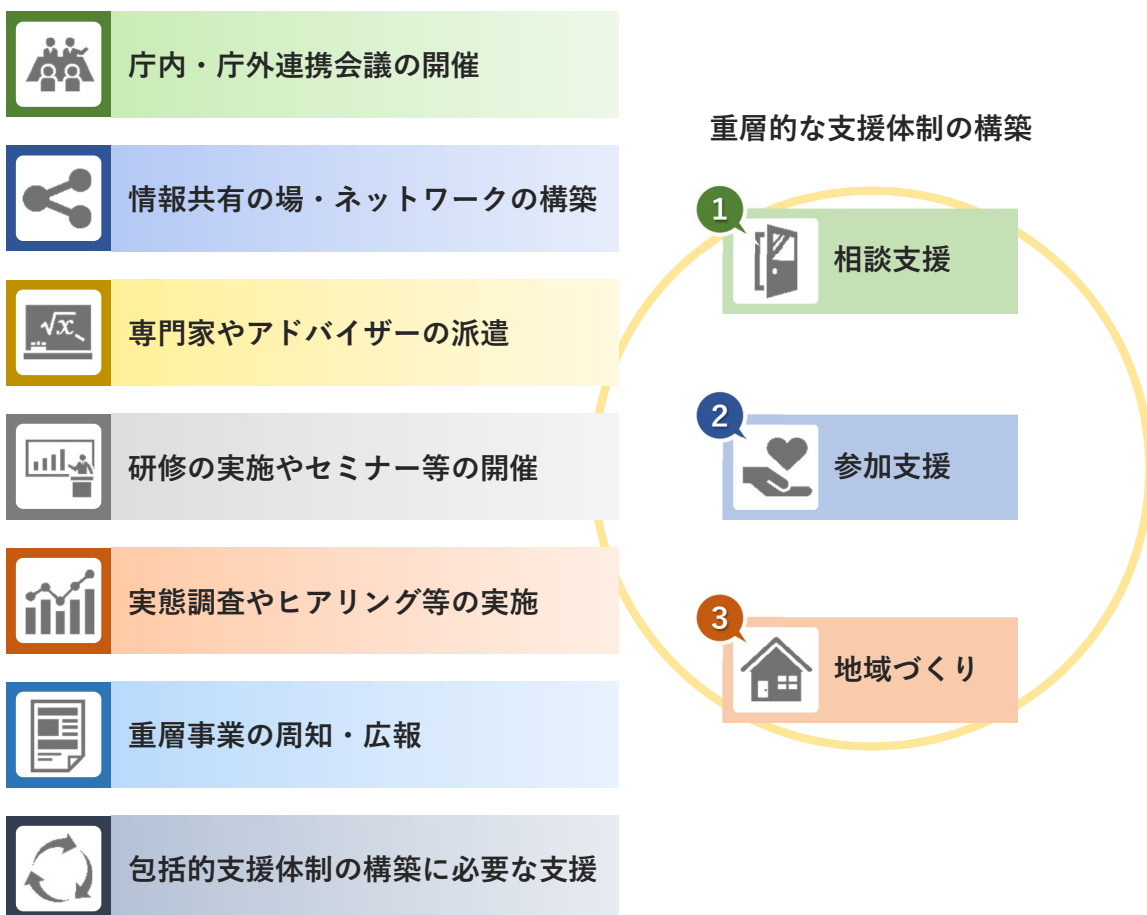 庁内・庁外連携会議の開催
情報共有の場・ネットワークの構築
√x
専門家やアドバイザーの派遣
研修の実施やセミナー等の開催
実態調査やヒアリング等の実施
重層事業の周知・広報
包括的支援体制の構築に必要な支援
重層的な支援体制の構築
1
相談支援
2
参加支援
3
地域づくり